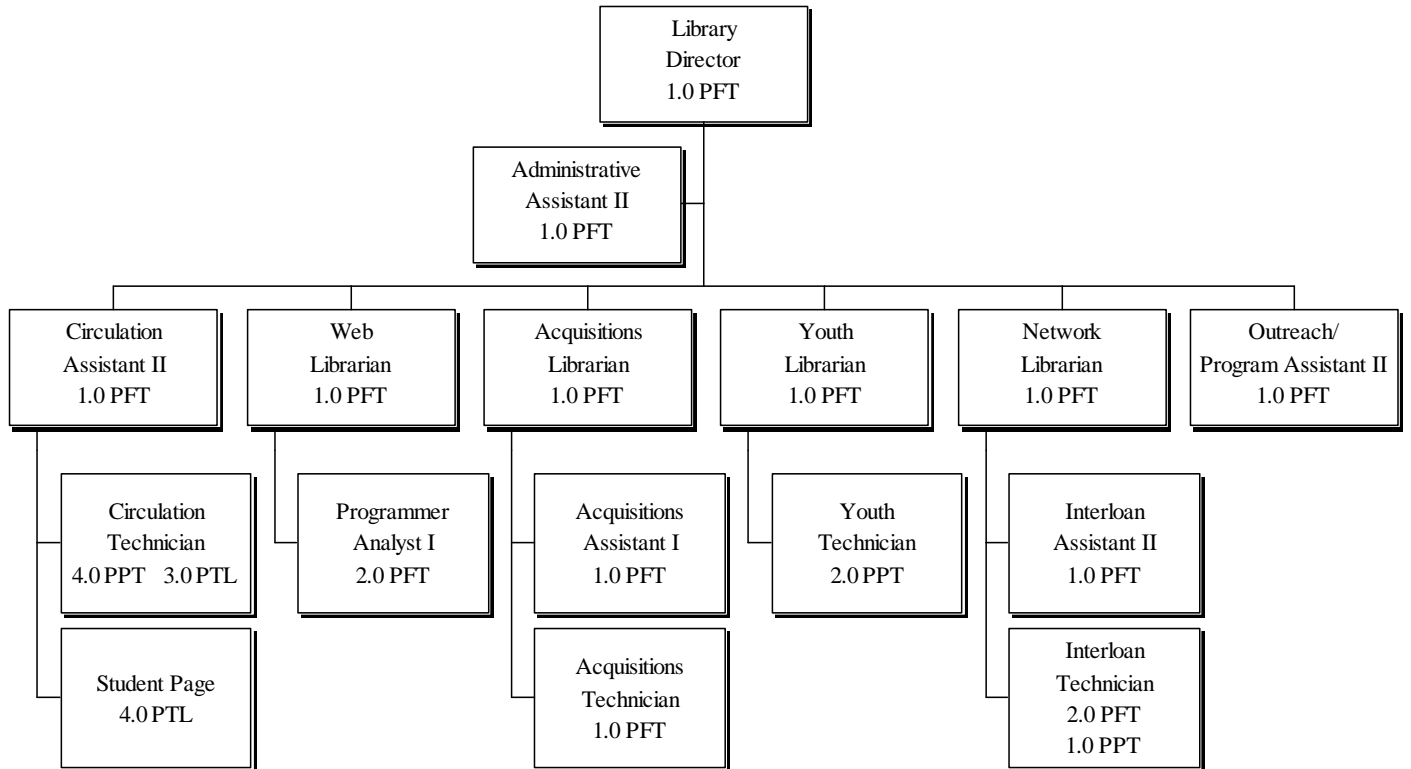 Library
Director
1.0 PFT
Administrative
Assistant II
1.0 PFT
Circulation
Assistant II
1.0 PFT
Web
Librarian
1.0 PFT
Acquisitions
Librarian
1.0 PFT
Youth
Librarian
1.0 PFT
Network
Librarian
1.0 PFT
Outreach/
Program Assistant II
1.0 PFT
Circulation
Technician
4.0 PPT 3.0 PTL
Programmer
Analyst I
2.0 PFT
Acquisitions
Assistant I
1.0 PFT
Youth
Technician
2.0 PPT
Interloan
Assistant II
1.0 PFT
Student Page
4.0 PTL
Acquisitions
Technician
1.0 PFT
Interloan
Technician
2.0 PFT
1.0 PPT